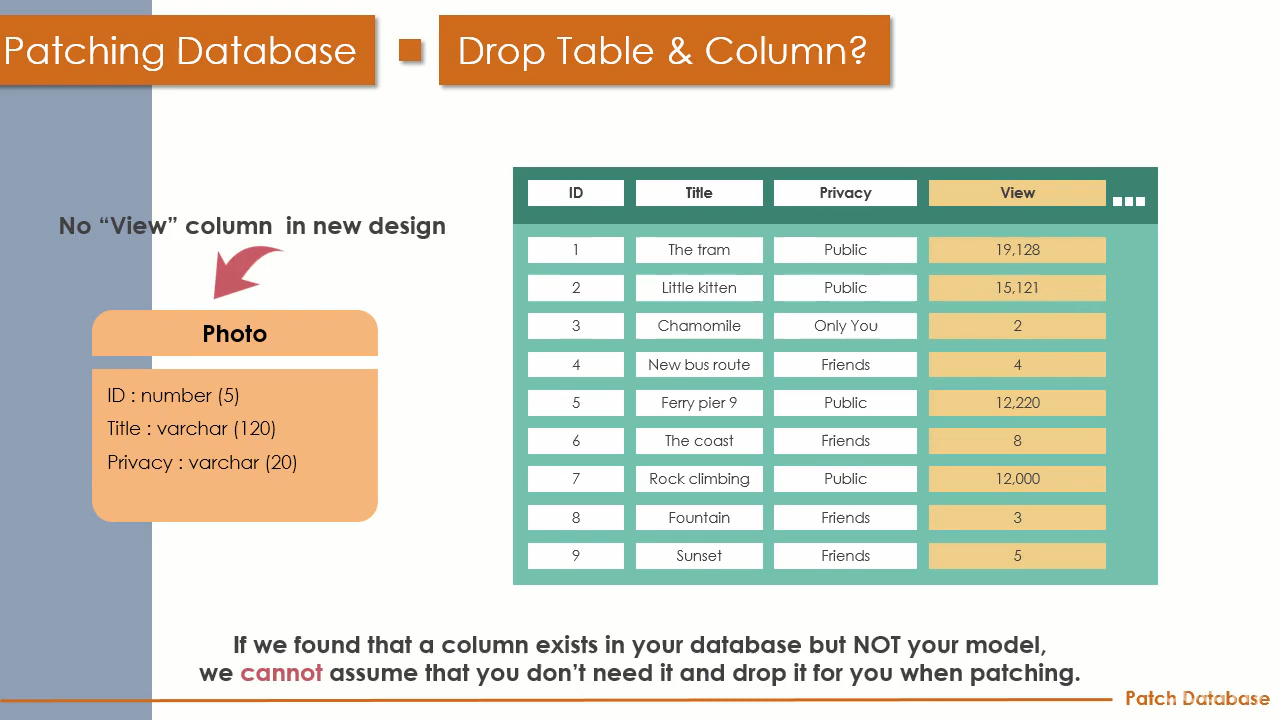 Patching Database
Drop Table & Column?
No “View” column in new design
Photo
ID : number (5)
Title : varchar (120)
Privacy : varchar (20)
ID Title Privacy View
1 The tram Public 19,128
2 Little kitten Public 15,121
3 Chamomile Only You 2
4 New bus route Friends 4
5 Ferry pier 9 Public 12,220
6 The coast Friends 8
7 Rock climbing Public 12,000
8 Fountain Friends 3
9 Sunset Friends 5
If we found that a column exists in your database but NOT your model,
we cannot assume that you don’t need it and drop it for you when patching.
Patch Database